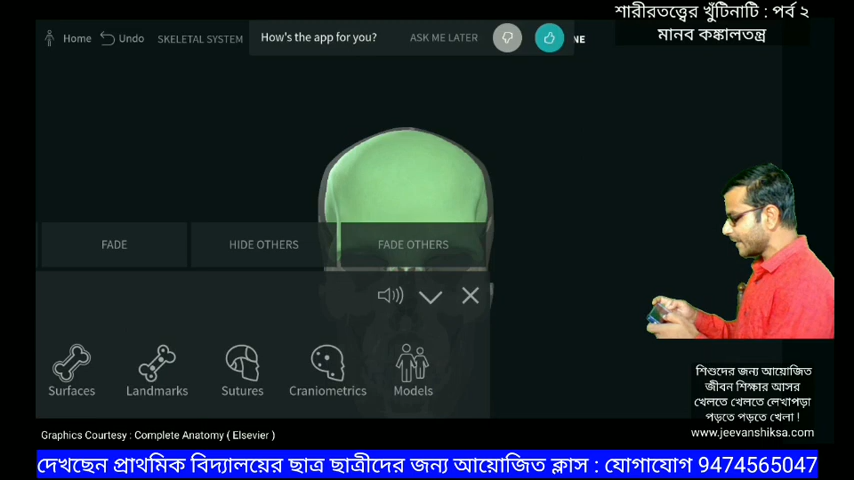 শারীরতত্ত্বের খুঁটিনাটি : পর্ব ২
মানব কঙ্কালতন্ত্র
Home Undo SKELETAL SYSTEM How's the app for you? ASK ME LATER NE
FADE HIDE OTHERS FADE OTHERS
Surfaces Landmarks Sutures Craniometrics Models
শিশুদের জন্য আয়োজিত
জীবন শিক্ষার আসর
খেলতে খেলতে লেখাপড়া
পড়তে পড়তে খেলা !
www.jeevanshiksa.com
Graphics Courtesy : Complete Anatomy ( Elsevier )
দেখছেন প্রাথমিক বিদ্যালয়ের ছাত্র ছাত্রীদের জন্য আয়োজিত ক্লাস : যোগাযোগ 9474565047